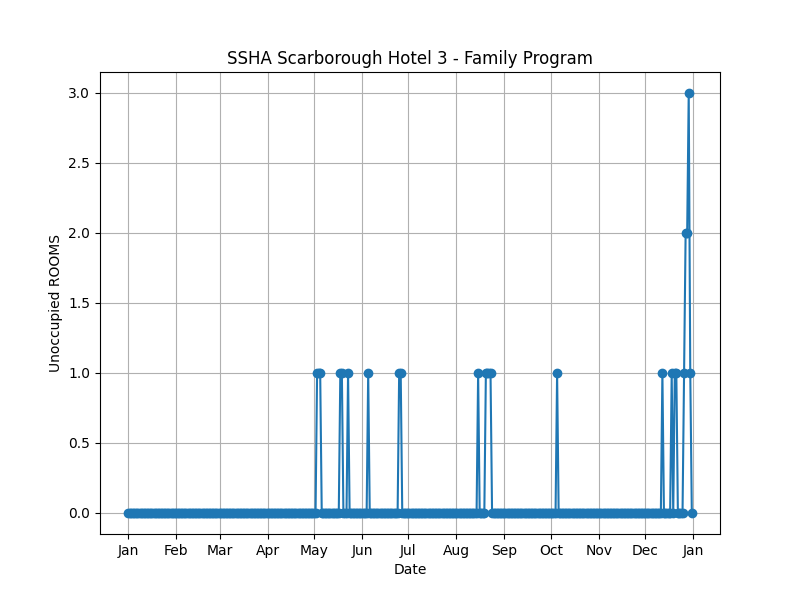 SSHA Scarborough Hotel 3 - Family Program
3.0
2.5
2.0
1.5
1.0
0.5
0.0
Unoccupied ROOMS
Jan Feb Mar Apr May Jun Jul Aug Sep Oct Nov Dec Jan
Date